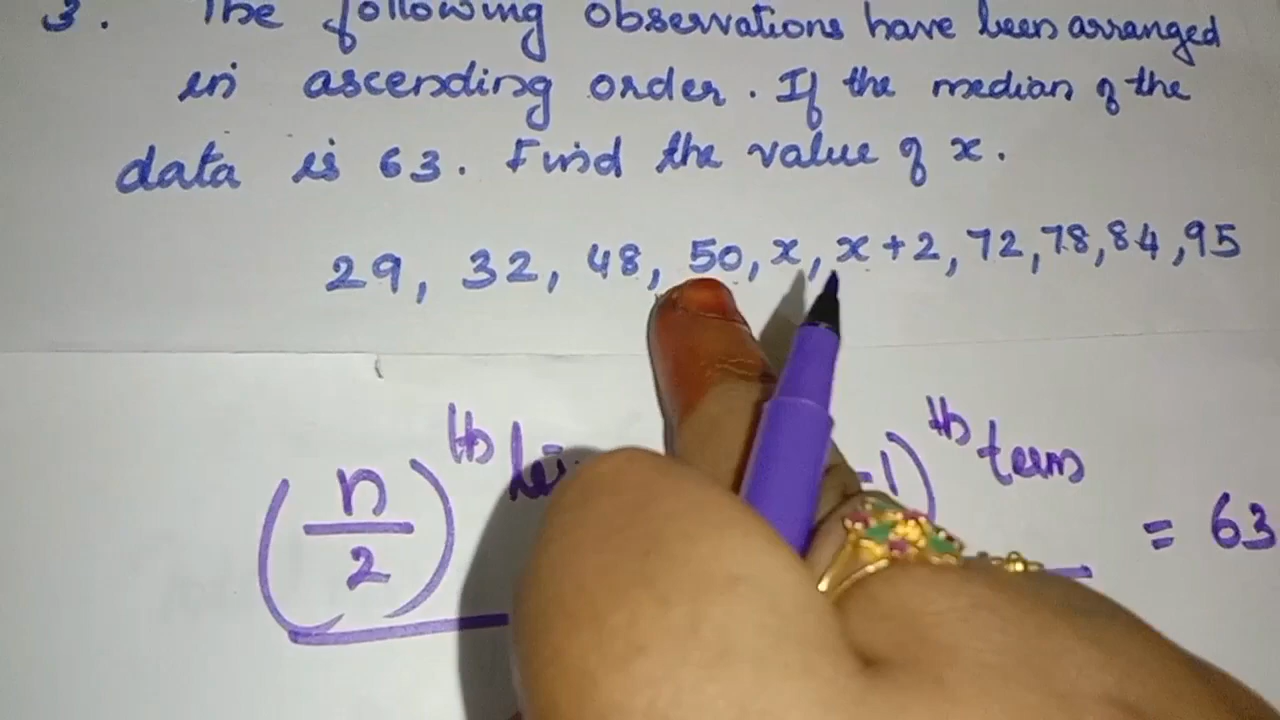 3. The following observations have been arranged
in ascending order. If the median of the
data is 63. Find the value of x.
29, 32, 48, 50, x, x+2, 72, 78, 84, 95
(n/2)th 1)th term
= 63